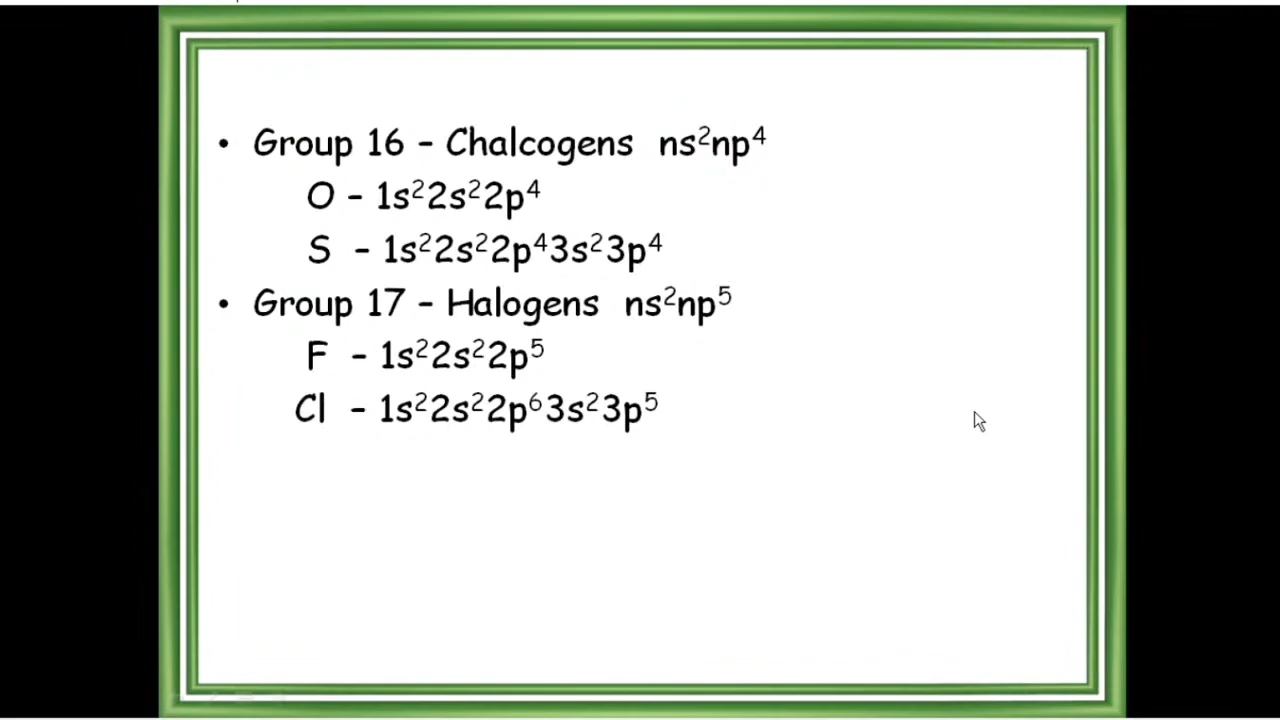 • Group 16 – Chalcogens ns²np⁴
O – 1s²2s²2p⁴
S – 1s²2s²2p⁴3s²3p⁴
• Group 17 – Halogens ns²np⁵
F – 1s²2s²2p⁵
Cl – 1s²2s²2p⁶3s²3p⁵